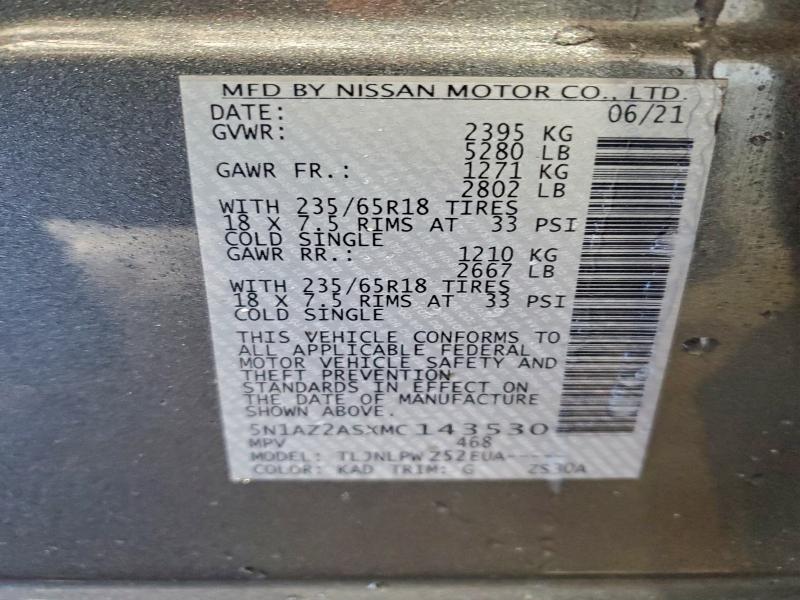 MFD BY NISSAN MOTOR CO., LTD.
DATE: 06/21
GVWR: 2395 KG
5280 LB
GAWR FR.: 1271 KG
2802 LB
WITH 235/65R18 TIRES
18 X 7.5 RIMS AT 33 PSI
COLD SINGLE
GAWR RR.: 1210 KG
2667 LB
WITH 235/65R18 TIRES
18 X 7.5 RIMS AT 33 PSI
COLD SINGLE
THIS VEHICLE CONFORMS TO
ALL APPLICABLE FEDERAL
MOTOR VEHICLE SAFETY AND
THEFT PREVENTION
STANDARDS IN EFFECT ON
THE DATE OF MANUFACTURE
SHOWN ABOVE.
5N1AZ2ASXMC143530
MPV 468
MODEL: TLJNLPW Z52EUA-----
COLOR: KAD TRIM: G ZS30A